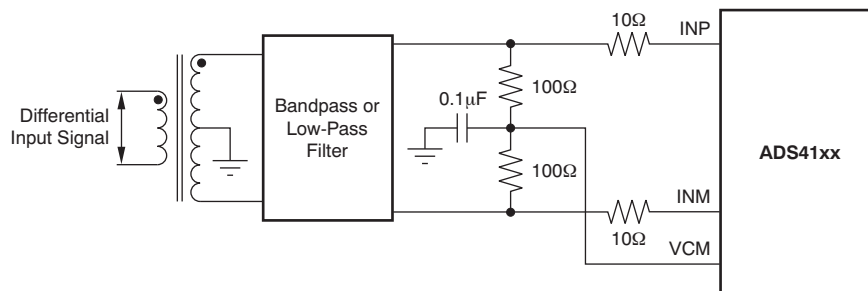 Differential
Input Signal
Bandpass or
Low-Pass
Filter
0.1μF
100Ω
100Ω
10Ω
10Ω
INP
INM
VCM
ADS41xx